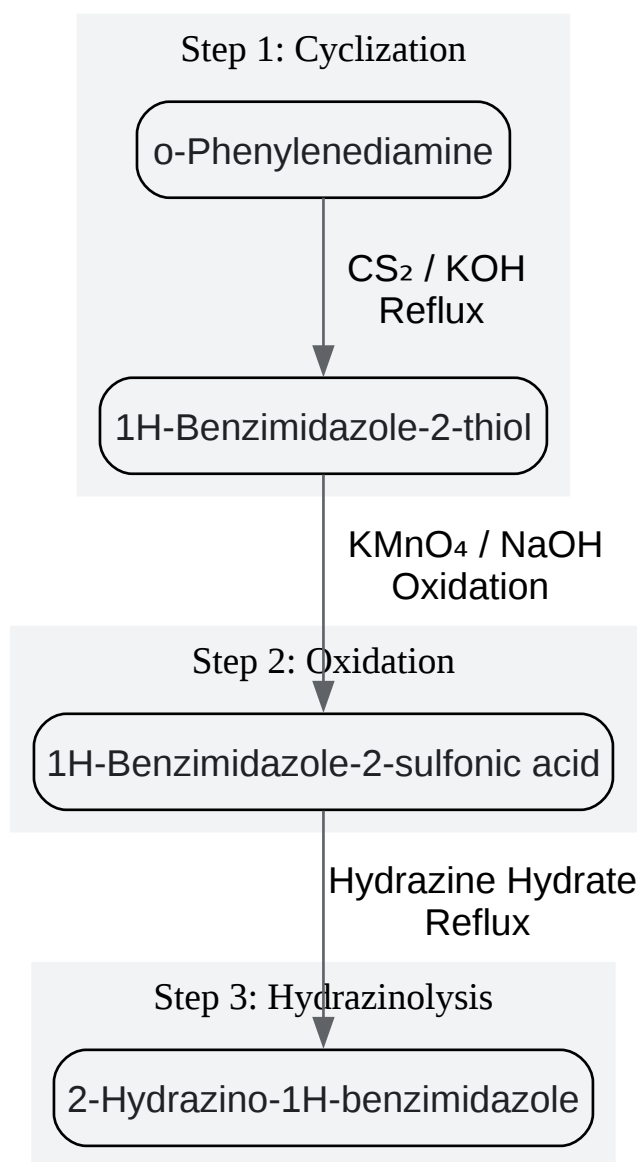 Step 1: Cyclization
o-Phenylenediamine
CS₂ / KOH
Reflux
1H-Benzimidazole-2-thiol
KMnO₄ / NaOH
Oxidation
Step 2: Oxidation
1H-Benzimidazole-2-sulfonic acid
Hydrazine Hydrate
Reflux
Step 3: Hydrazinolysis
2-Hydrazino-1H-benzimidazole